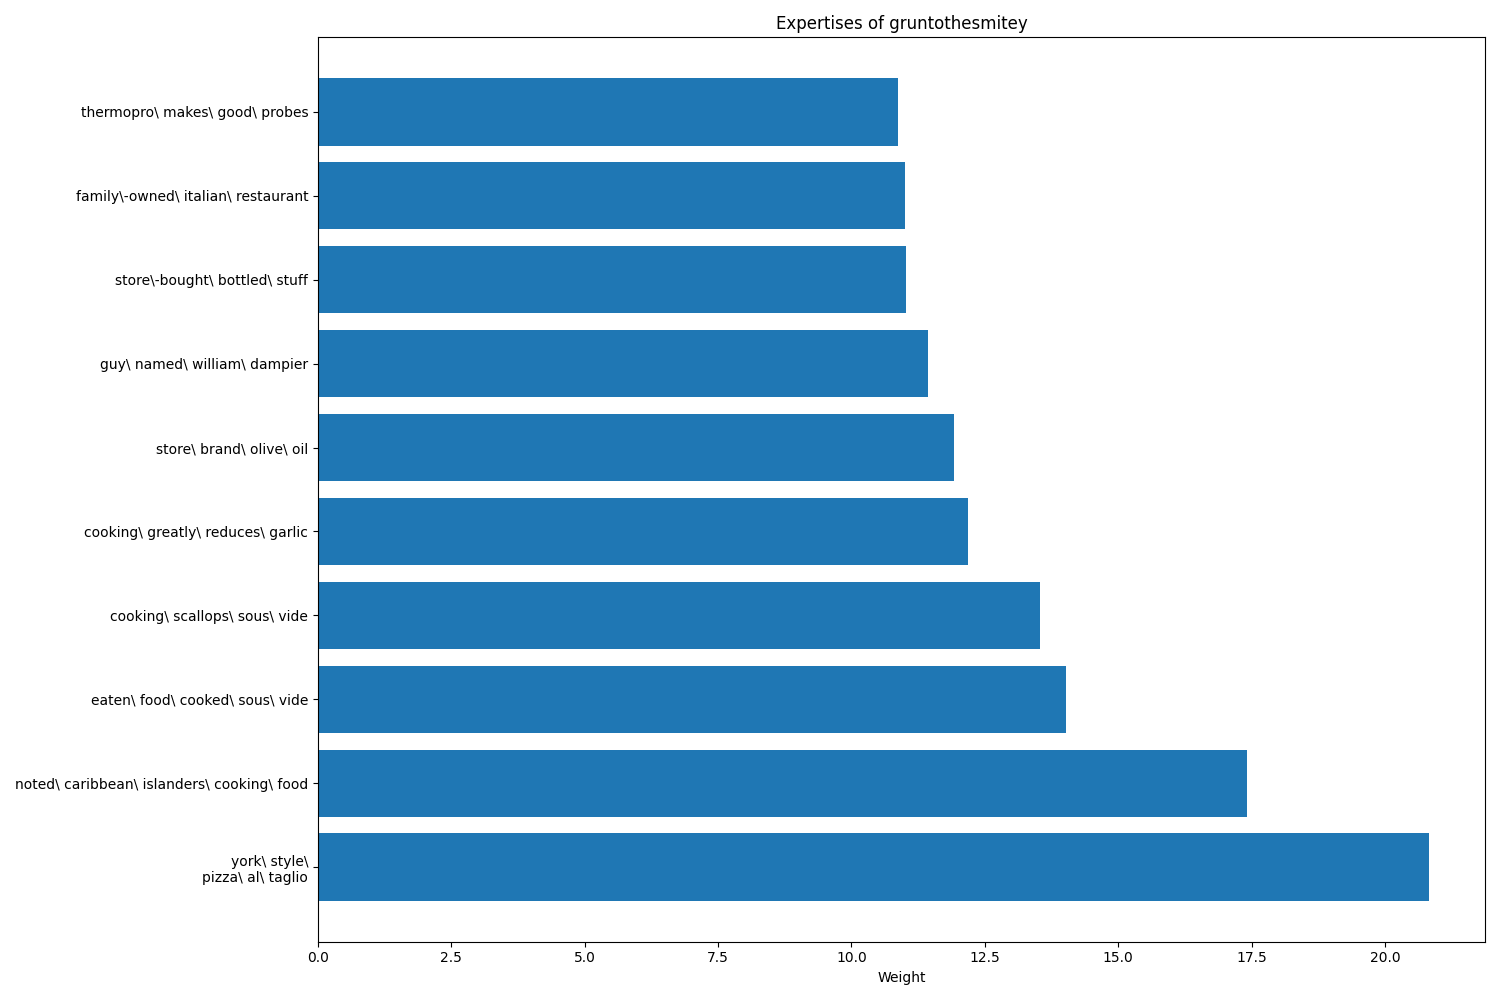 Expertises of gruntothesmitey
thermopro\ makes\ good\ probes
family\-owned\ italian\ restaurant
store\-bought\ bottled\ stuff
guy\ named\ william\ dampier
store\ brand\ olive\ oil
cooking\ greatly\ reduces\ garlic
cooking\ scallops\ sous\ vide
eaten\ food\ cooked\ sous\ vide
noted\ caribbean\ islanders\ cooking\ food
york\ style\
pizza\ al\ taglio
0.0 2.5 5.0 7.5 10.0 12.5 15.0 17.5 20.0
Weight